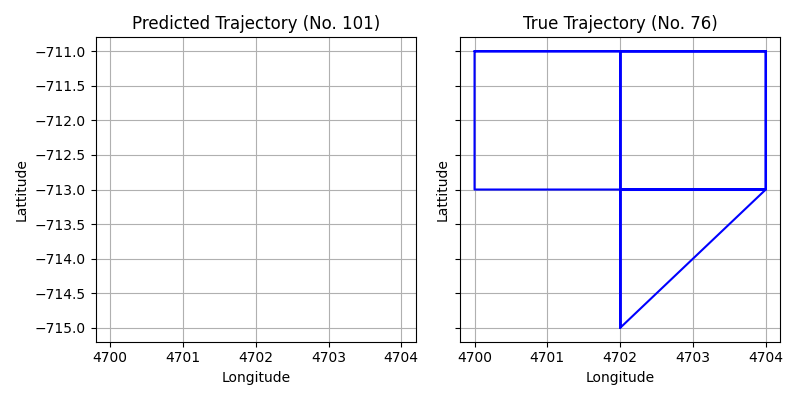 Predicted Trajectory (No. 101)
True Trajectory (No. 76)
Lattitude
−711.0
−711.5
−712.0
−712.5
−713.0
−713.5
−714.0
−714.5
−715.0
4700 4701 4702 4703 4704
Longitude
Lattitude
4700 4701 4702 4703 4704
Longitude